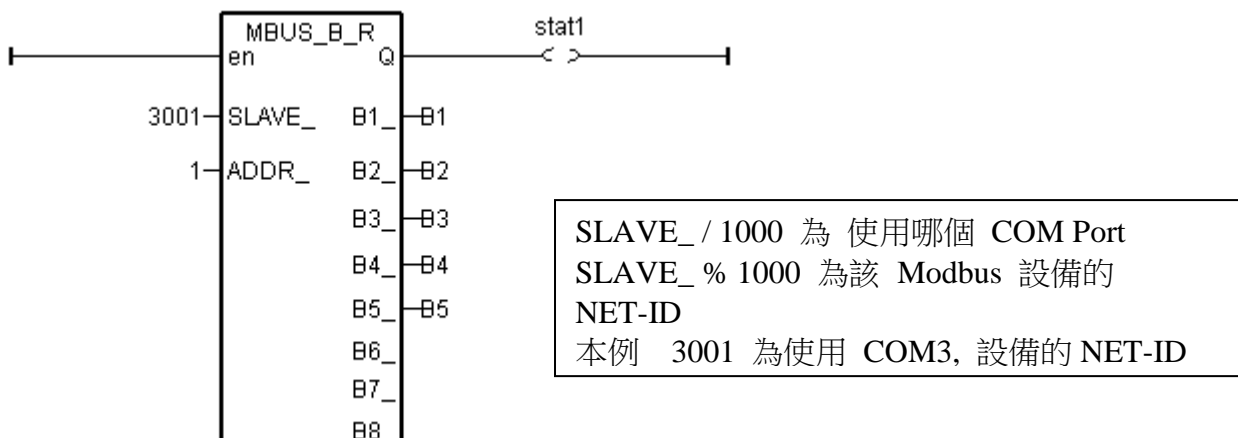 MBUS_B_R
stat1
en Q
3001 SLAVE_ B1_ B1
1 ADDR_ B2_ B2
B3_ B3
B4_ B4
B5_ B5
B6_
B7_
B8
SLAVE_ / 1000 為 使用哪個 COM Port
SLAVE_ % 1000 為該 Modbus 設備的
NET-ID
本例 3001 為使用 COM3, 設備的 NET-ID